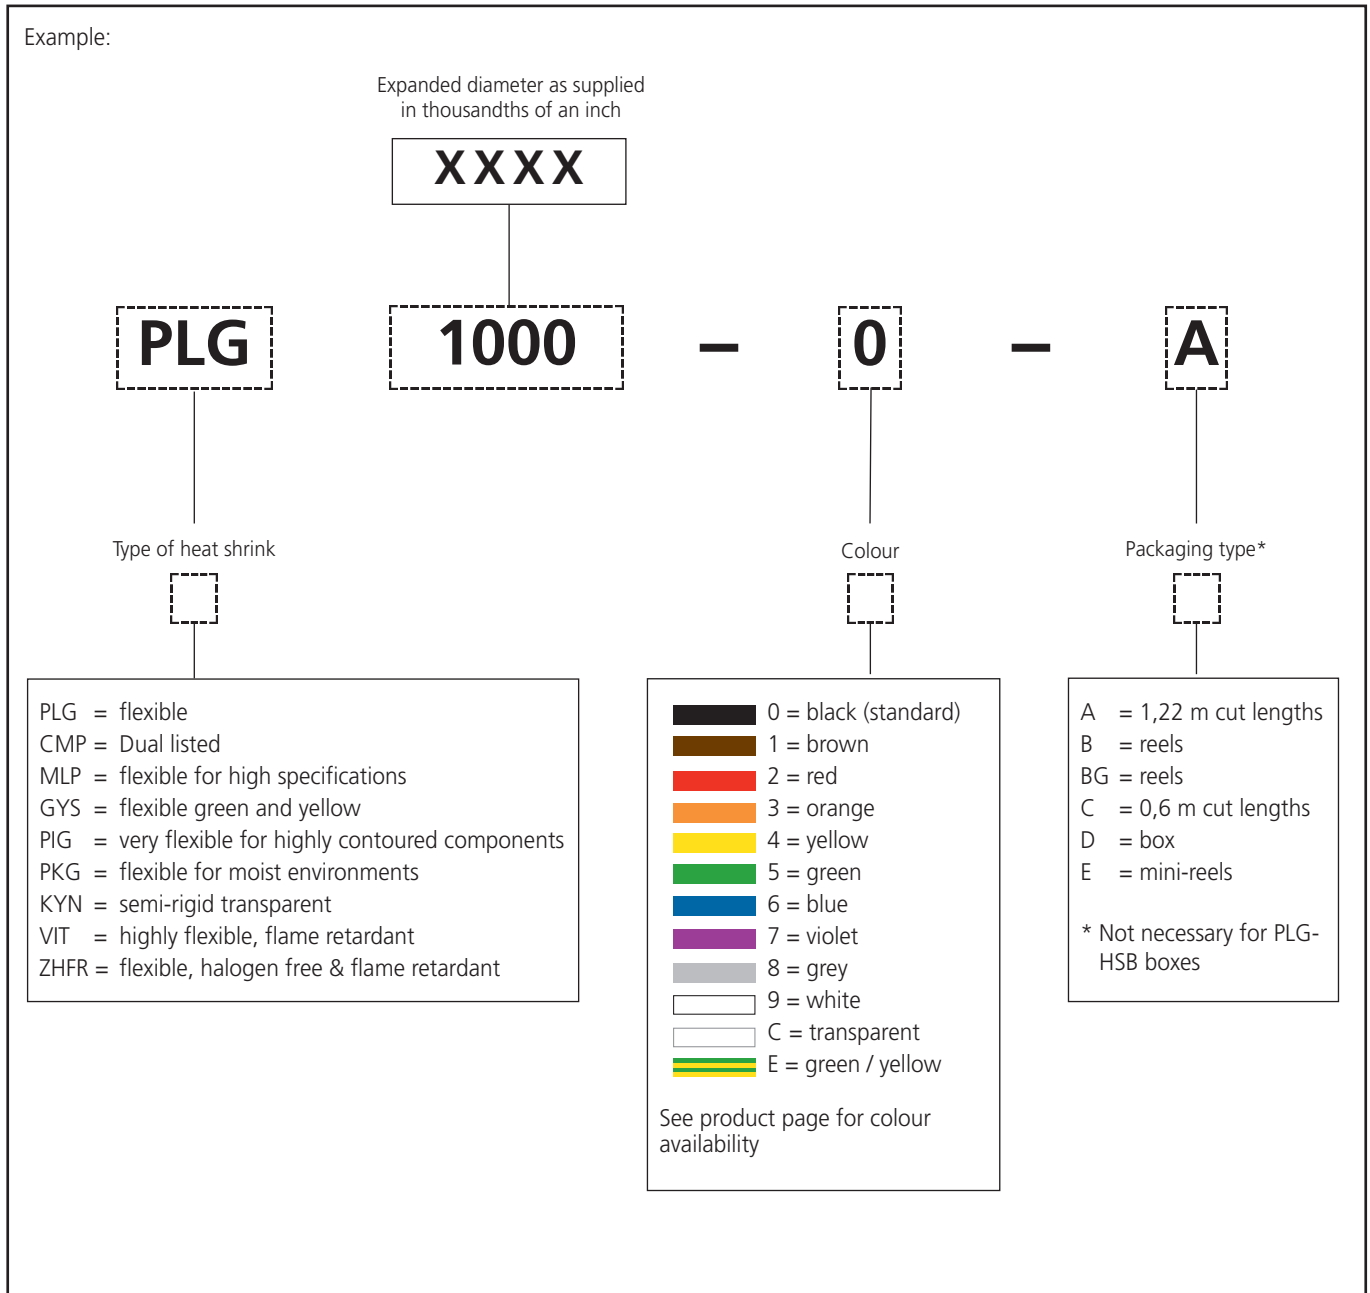 Example:
Expanded diameter as supplied
in thousandths of an inch
XXXX
PLG 1000 – 0 – A
Type of heat shrink
Colour
Packaging type*
PLG = flexible
CMP = Dual listed
MLP = flexible for high specifications
GYS = flexible green and yellow
PIG = very flexible for highly contoured components
PKG = flexible for moist environments
KYN = semi-rigid transparent
VIT = highly flexible, flame retardant
ZHFR = flexible, halogen free & flame retardant
0 = black (standard)
1 = brown
2 = red
3 = orange
4 = yellow
5 = green
6 = blue
7 = violet
8 = grey
9 = white
C = transparent
E = green / yellow
See product page for colour
availability
A = 1,22 m cut lengths
B = reels
BG = reels
C = 0,6 m cut lengths
D = box
E = mini-reels
* Not necessary for PLG-
HSB boxes